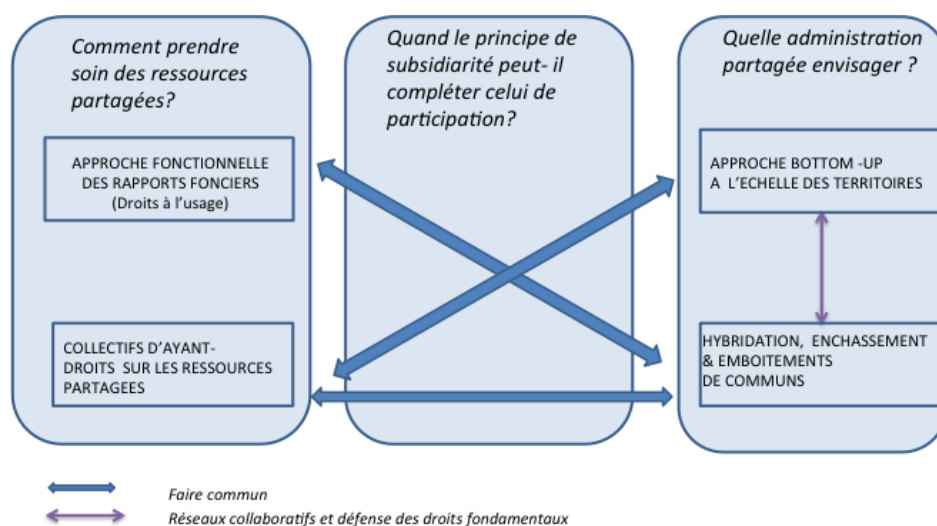 Comment prendre
soin des ressources
partagées?
APPROCHE FONCTIONNELLE
DES RAPPORTS FONCIERS
(Droits à l'usage)
COLLECTIFS D'AYANT-
DROITS SUR LES RESSOURCES
PARTAGEES
Quand le principe de
subsidiarité peut- il
compléter celui de
participation?
Quelle administration
partagée envisager ?
APPROCHE BOTTOM -UP
A L'ECHELLE DES TERRITOIRES
HYBRIDATION, ENCHASSEMENT
& EMBOITEMENTS
DE COMMUNS
Faire commun
Réseaux collaboratifs et défense des droits fondamentaux